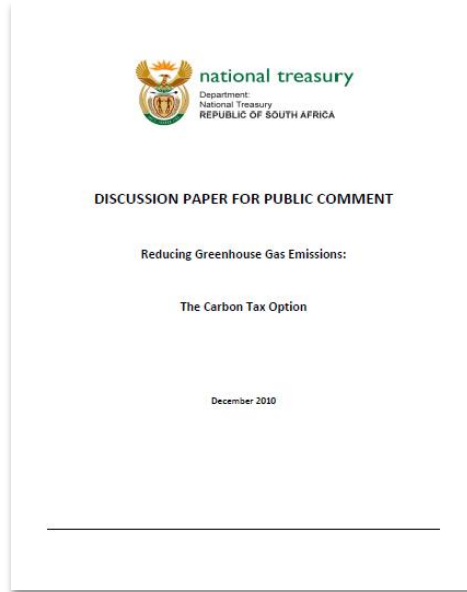 national treasury
Department:
National Treasury
REPUBLIC OF SOUTH AFRICA
DISCUSSION PAPER FOR PUBLIC COMMENT
Reducing Greenhouse Gas Emissions:
The Carbon Tax Option
December 2010